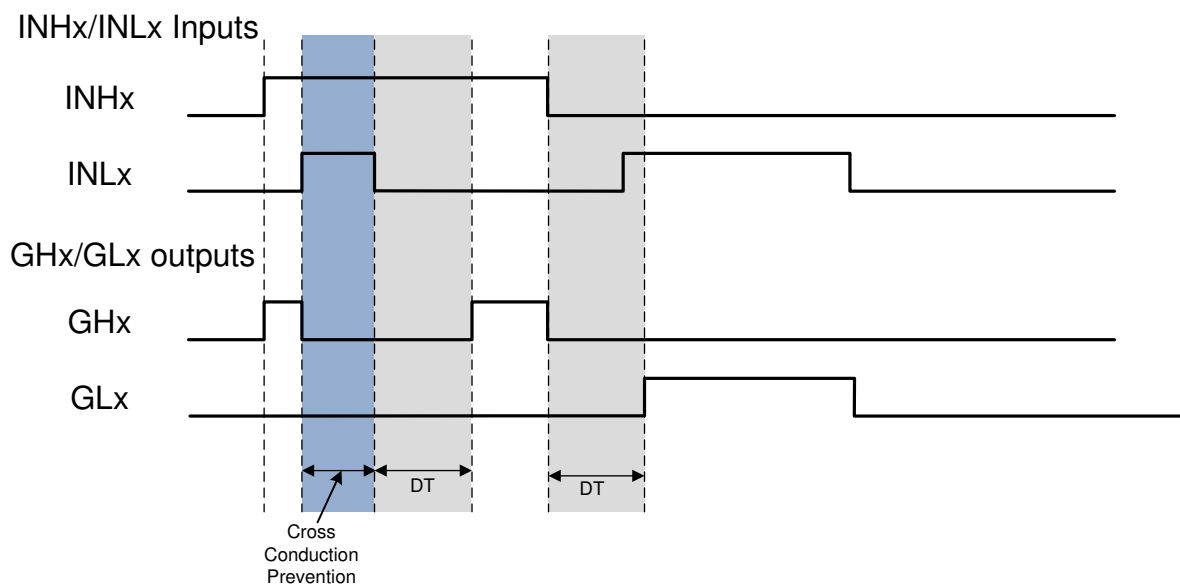 INHx/INLx Inputs
INHx
INLx
GHx/GLx outputs
GHx
GLx
DT
DT
Cross
Conduction
Prevention